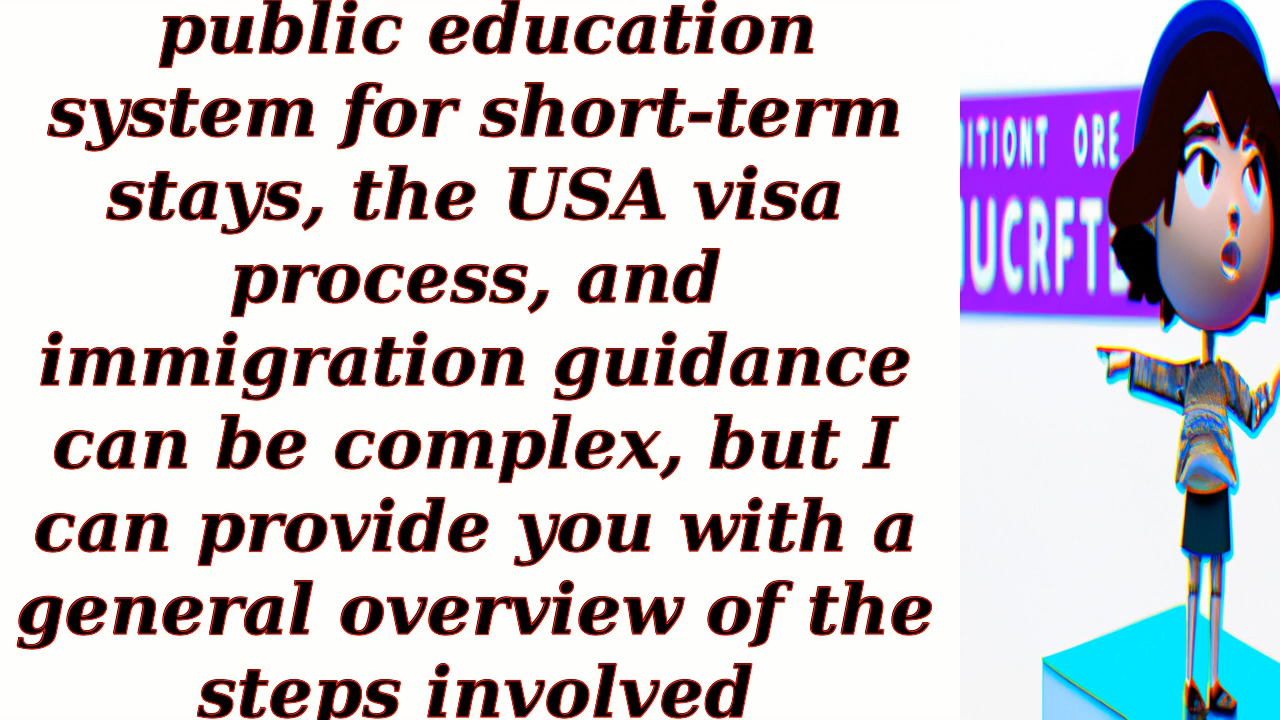 public education
system for short-term
stays, the USA visa
process, and
immigration guidance
can be complex, but I
can provide you with a
general overview of the
steps involved
ORE